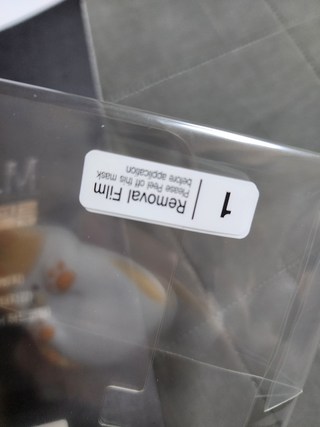 1
Removal Film
Please Peel off this mask
before application